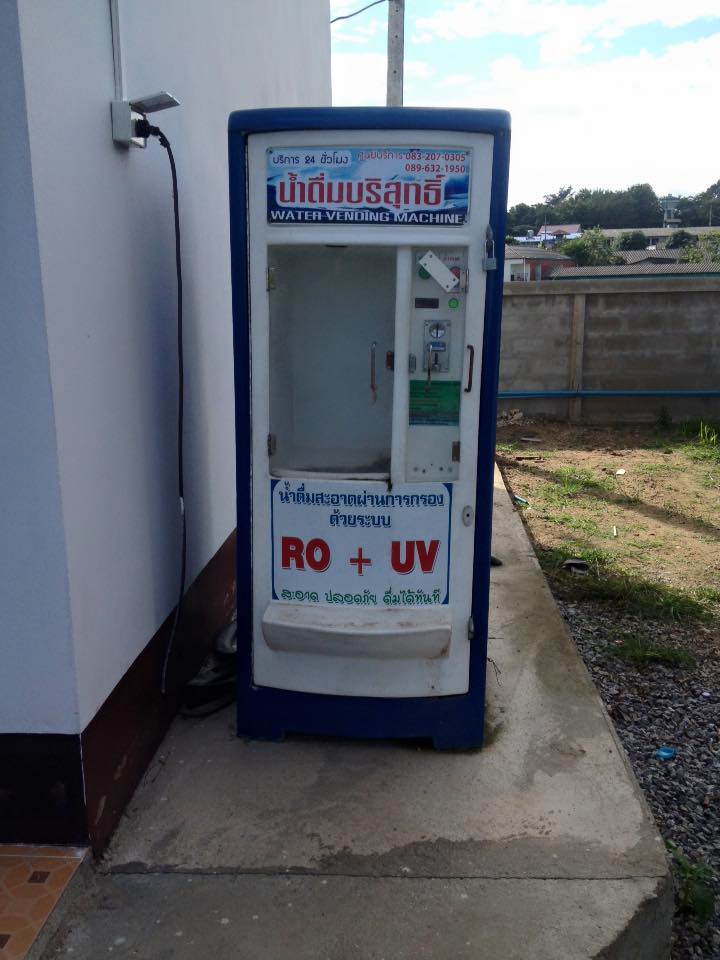 บริการ 24 ชั่วโมง ศูนย์บริการ 083-207-0305
089-632-1950
น้ำดื่มบริสุทธิ์
WATER VENDING MACHINE
น้ำดื่มสะอาดผ่านการกรอง
ด้วยระบบ
RO + UV
สะอาด ปลอดภัย ดื่มได้ทันที